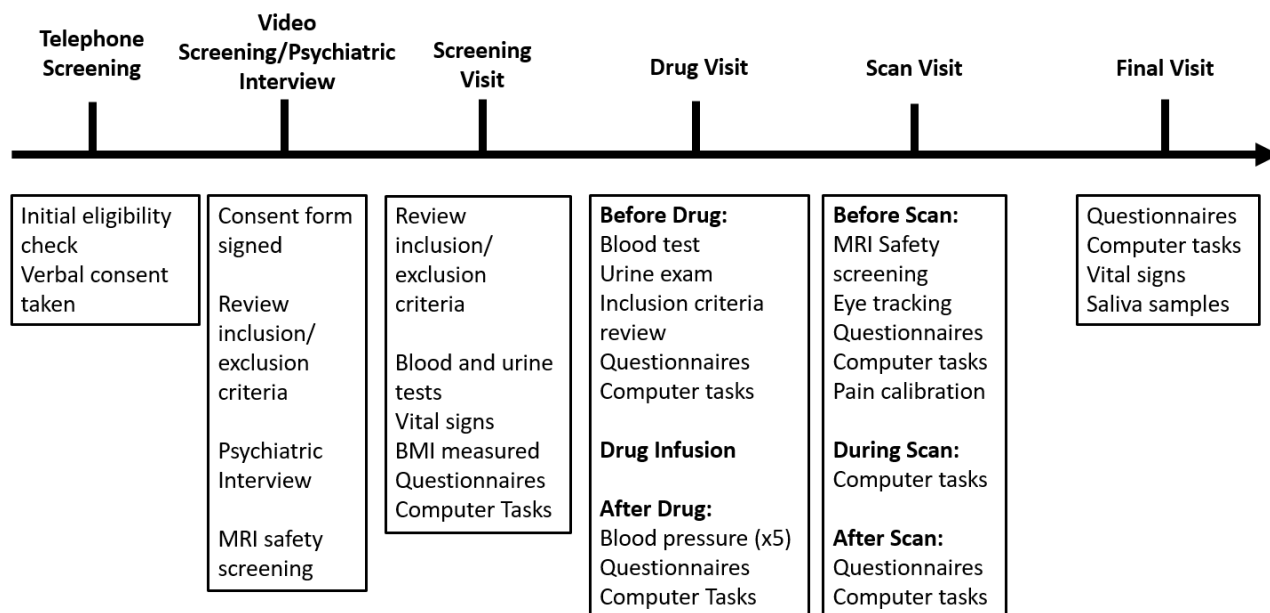 Telephone
Screening
Video
Screening/Psychiatric
Interview
Screening
Visit
Drug Visit
Scan Visit
Final Visit
Initial eligibility
check
Verbal consent
taken
Consent form
signed
Review
inclusion/
exclusion
criteria
Psychiatric
Interview
MRI safety
screening
Review
inclusion/
exclusion
criteria
Blood and urine
tests
Vital signs
BMI measured
Questionnaires
Computer Tasks
Before Drug:
Blood test
Urine exam
Inclusion criteria
review
Questionnaires
Computer tasks
Drug Infusion
After Drug:
Blood pressure (x5)
Questionnaires
Computer Tasks
Before Scan:
MRI Safety
screening
Eye tracking
Questionnaires
Computer tasks
Pain calibration
During Scan:
Computer tasks
After Scan:
Questionnaires
Computer tasks
Questionnaires
Computer tasks
Vital signs
Saliva samples